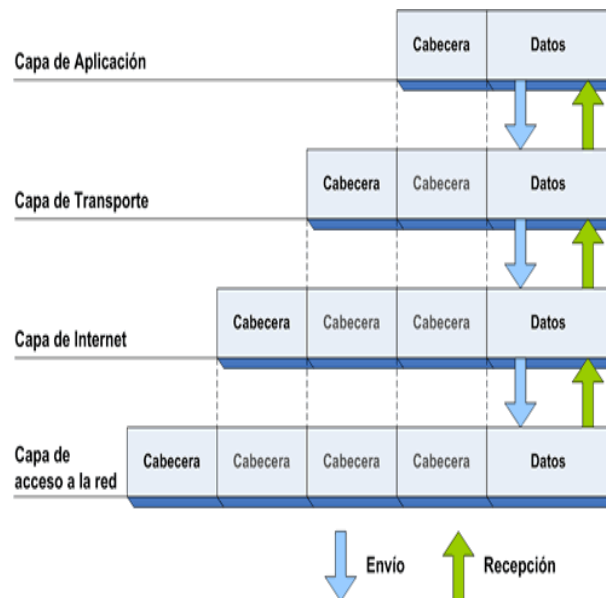 Cabecera Datos
Capa de Aplicación
Cabecera Cabecera Datos
Capa de Transporte
Cabecera Cabecera Cabecera Datos
Capa de Internet
Capa de
acceso a la red
Cabecera Cabecera Cabecera Cabecera Datos
Envío Recepción